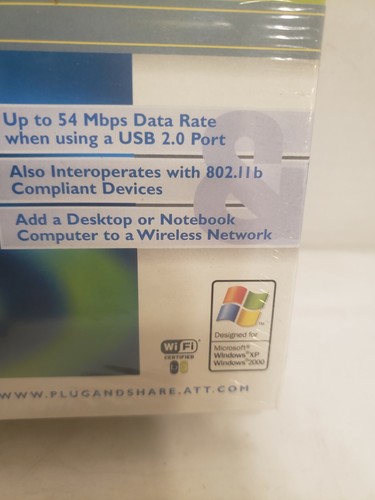 Up to 54 Mbps Data Rate
when using a USB 2.0 Port
Also Interoperates with 802.11b
Compliant Devices
Add a Desktop or Notebook
Computer to a Wireless Network
&
Wi Fi
CERTIFIED
Designed for
Microsoft®
Windows®XP
Windows®2000
WWW.PLUGANDSHARE.ATT.COM